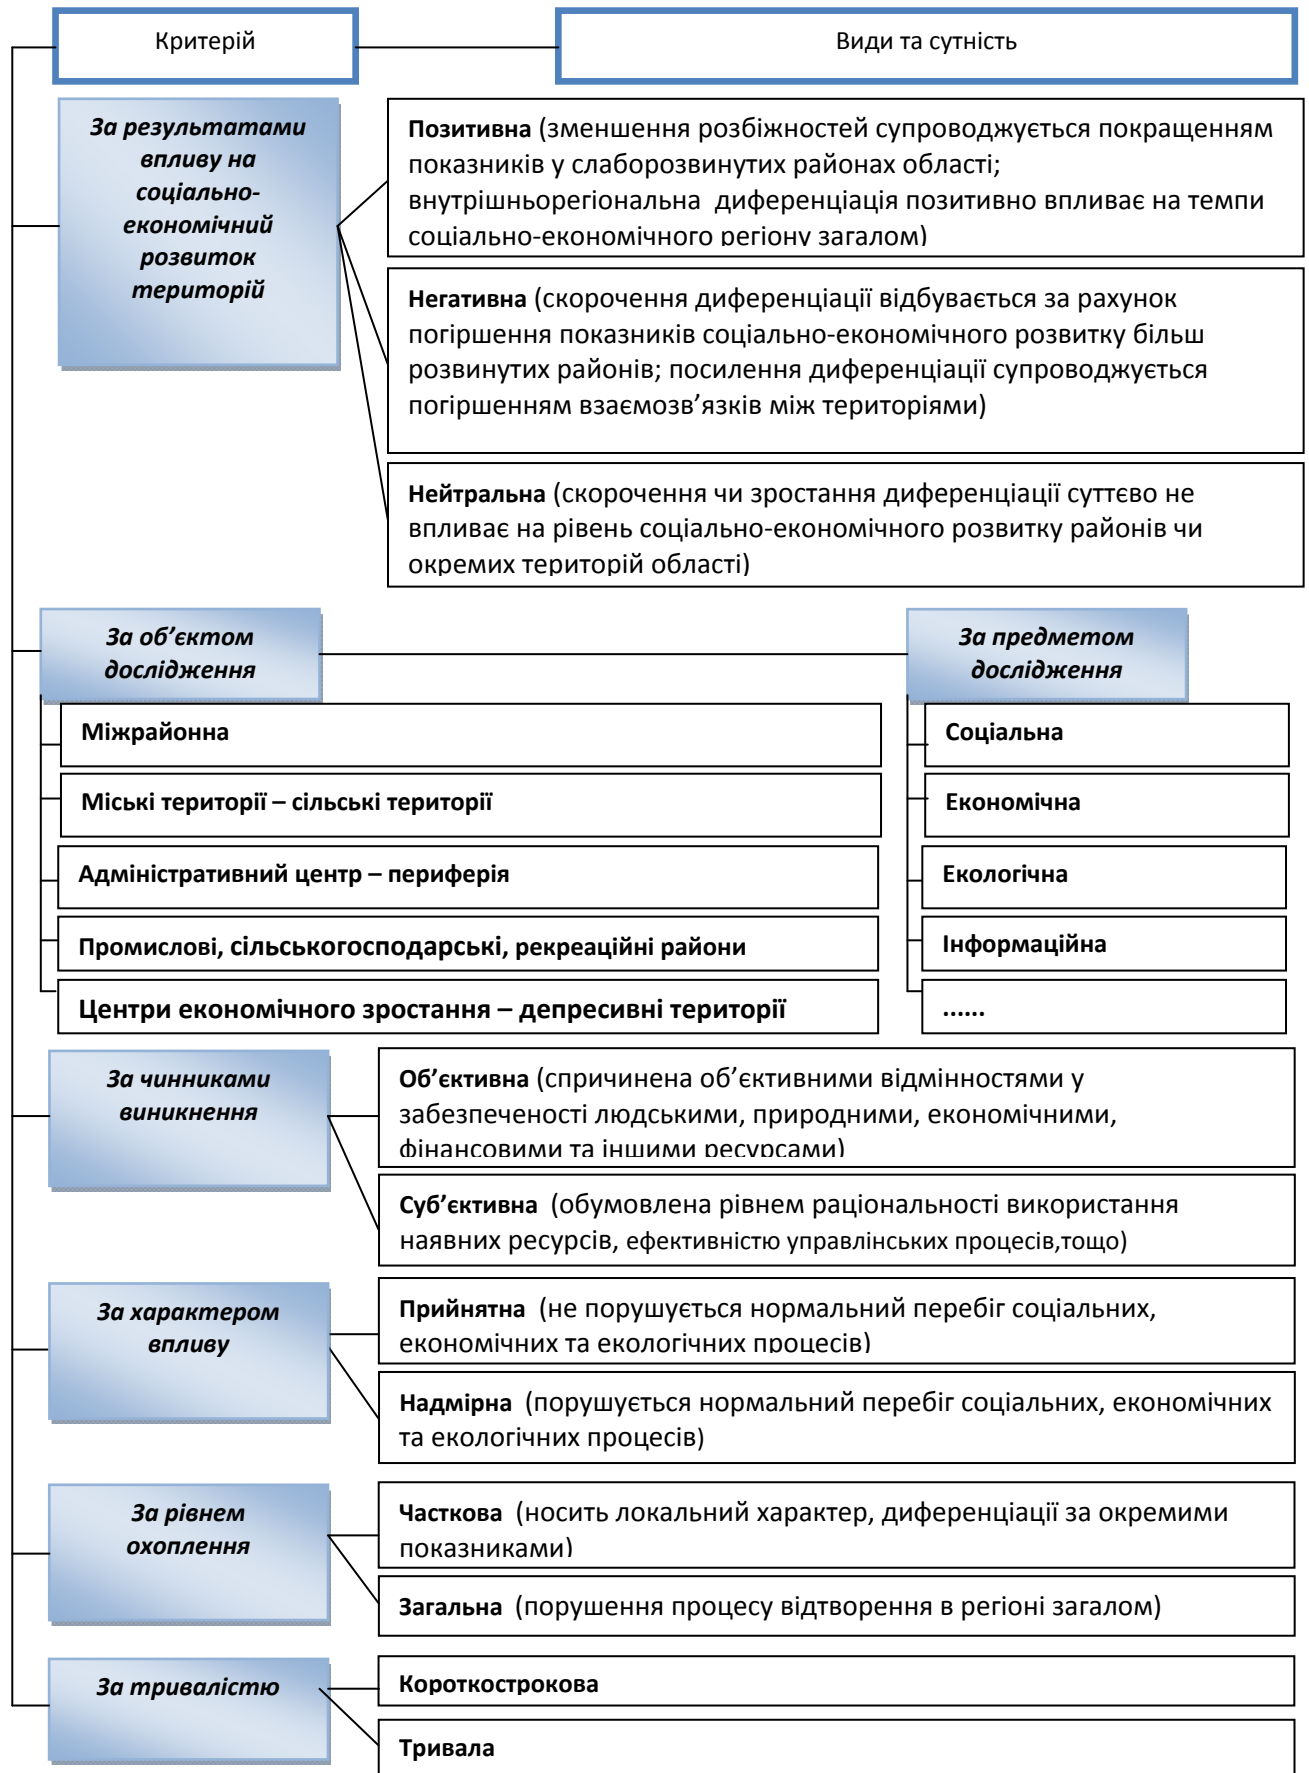 Критерій
Види та сутність
За результатами
впливу на
соціально-
економічний
розвиток
територій
Позитивна (зменшення розбіжностей супроводжується покращенням
показників у слаборозвинутих районах області;
внутрішньорегіональна диференціація позитивно впливає на темпи
соціально-економічного регіону загалом)
Негативна (скорочення диференціації відбувається за рахунок
погіршення показників соціально-економічного розвитку більш
розвинутих районів; посилення диференціації супроводжується
погіршенням взаємозв’язків між територіями)
Нейтральна (скорочення чи зростання диференціації суттєво не
впливає на рівень соціально-економічного розвитку районів чи
окремих територій області)
За об’єктом
дослідження
Міжрайонна
Міські території – сільські території
Адміністративний центр – периферія
Промислові, сільськогосподарські, рекреаційні райони
Центри економічного зростання – депресивні території
За предметом
дослідження
Соціальна
Економічна
Екологічна
Інформаційна
......
За чинниками
виникнення
Об’єктивна (спричинена об’єктивними відмінностями у
забезпеченості людськими, природними, економічними,
фінансовими та іншими ресурсами)
Суб’єктивна (обумовлена рівнем раціональності використання
наявних ресурсів, ефективністю управлінських процесів,тощо)
За характером
впливу
Прийнятна (не порушується нормальний перебіг соціальних,
економічних та екологічних процесів)
Надмірна (порушується нормальний перебіг соціальних, економічних
та екологічних процесів)
За рівнем
охоплення
Часткова (носить локальний характер, диференціації за окремими
показниками)
Загальна (порушення процесу відтворення в регіоні загалом)
За тривалістю
Короткострокова
Тривала